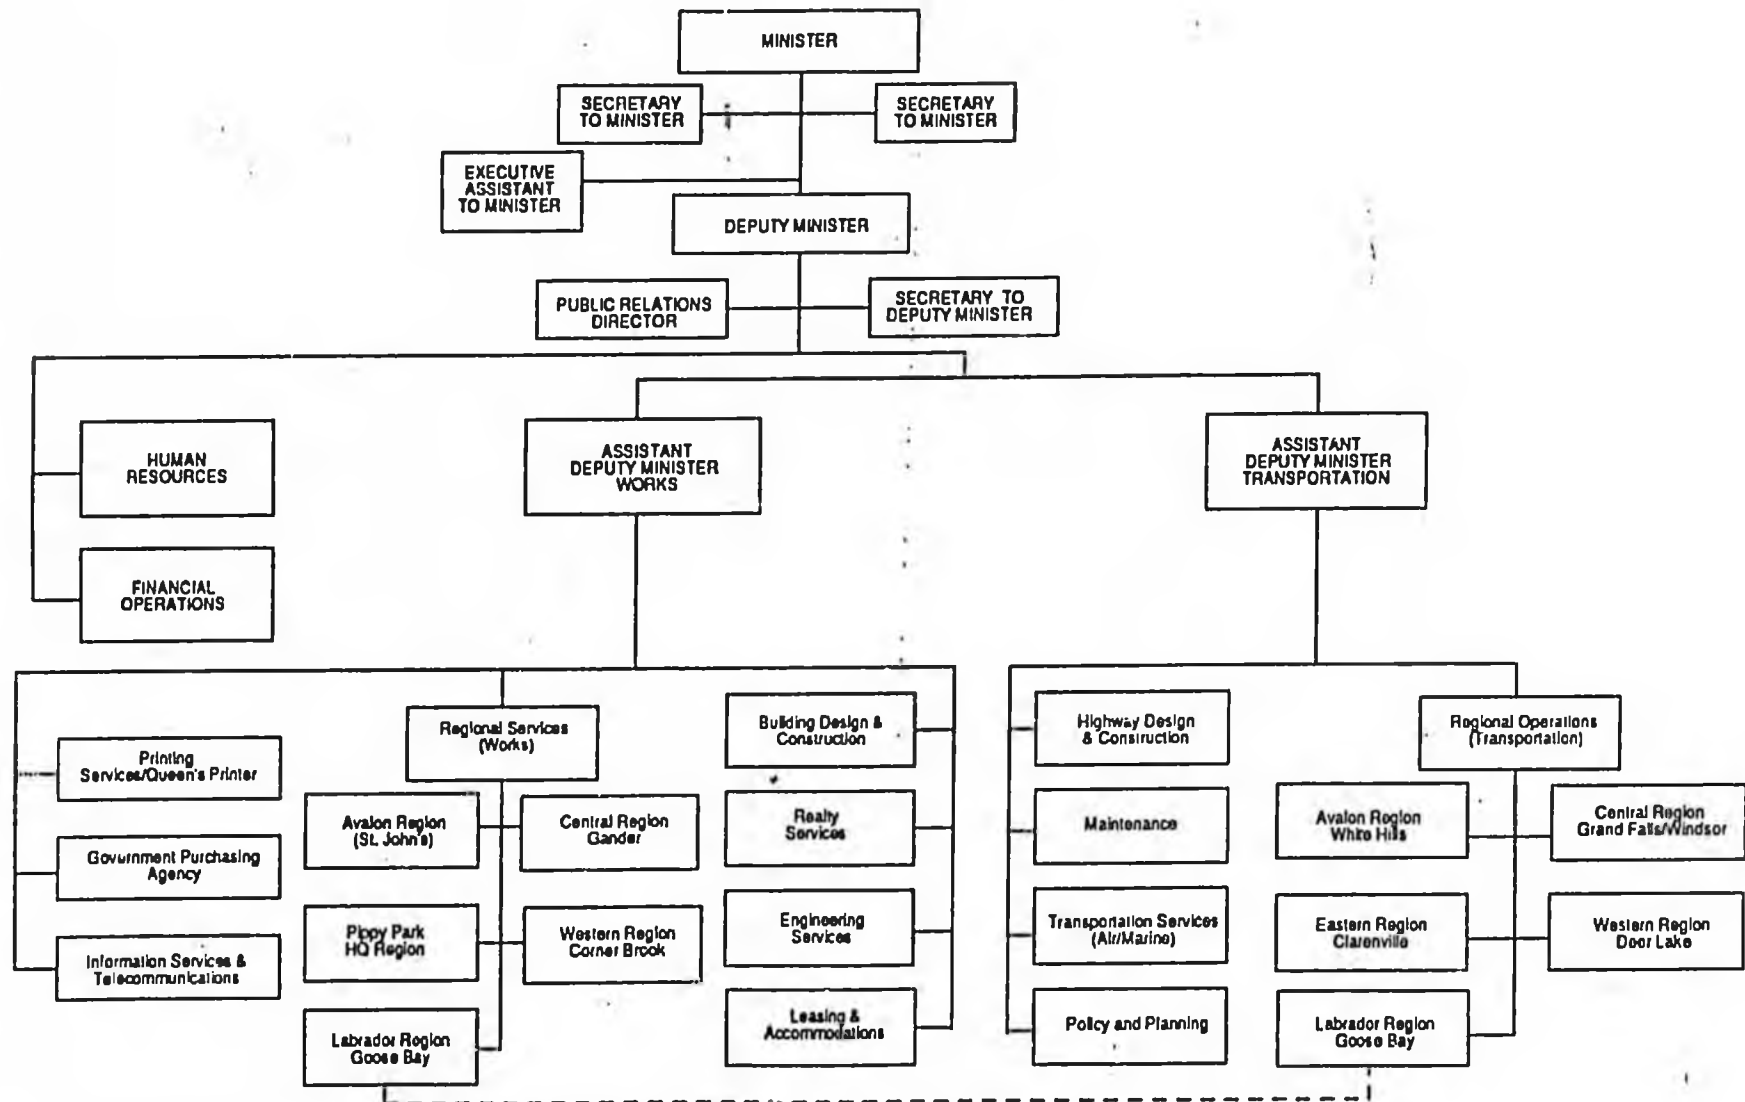 MINISTER
SECRETARY
TO MINISTER
SECRETARY
TO MINISTER
EXECUTIVE
ASSISTANT
TO MINISTER
DEPUTY MINISTER
PUBLIC RELATIONS
DIRECTOR
SECRETARY TO
DEPUTY MINISTER
HUMAN
RESOURCES
FINANCIAL
OPERATIONS
ASSISTANT
DEPUTY MINISTER
WORKS
ASSISTANT
DEPUTY MINISTER
TRANSPORTATION
Printing
Services/Queen's Printer
Government Purchasing
Agency
Information Services &
Telecommunications
Regional Services
(Works)
Avalon Region
(St. John's)
Central Region
Gander
Pippy Park
HQ Region
Western Region
Corner Brook
Labrador Region
Goose Bay
Building Design &
Construction
Realty
Services
Engineering
Services
Leasing &
Accommodations
Highway Design
& Construction
Maintenance
Transportation Services
(Air/Marine)
Policy and Planning
Regional Operations
(Transportation)
Avalon Region
White Hills
Central Region
Grand Falls/Windsor
Eastern Region
Clarenville
Western Region
Deer Lake
Labrador Region
Goose Bay